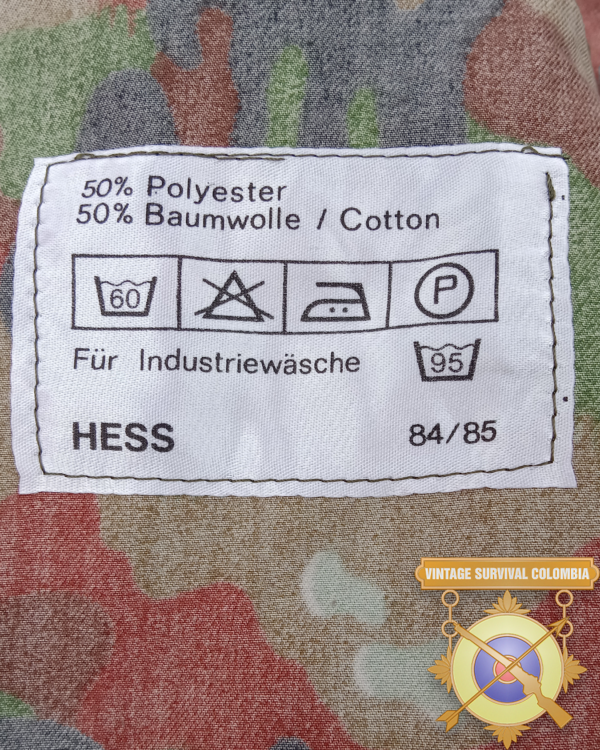 50% Polyester
50% Baumwolle / Cotton
60 P
Für Industriewäsche 95
HESS 84/85
VINTAGE SURVIVAL COLOMBIA